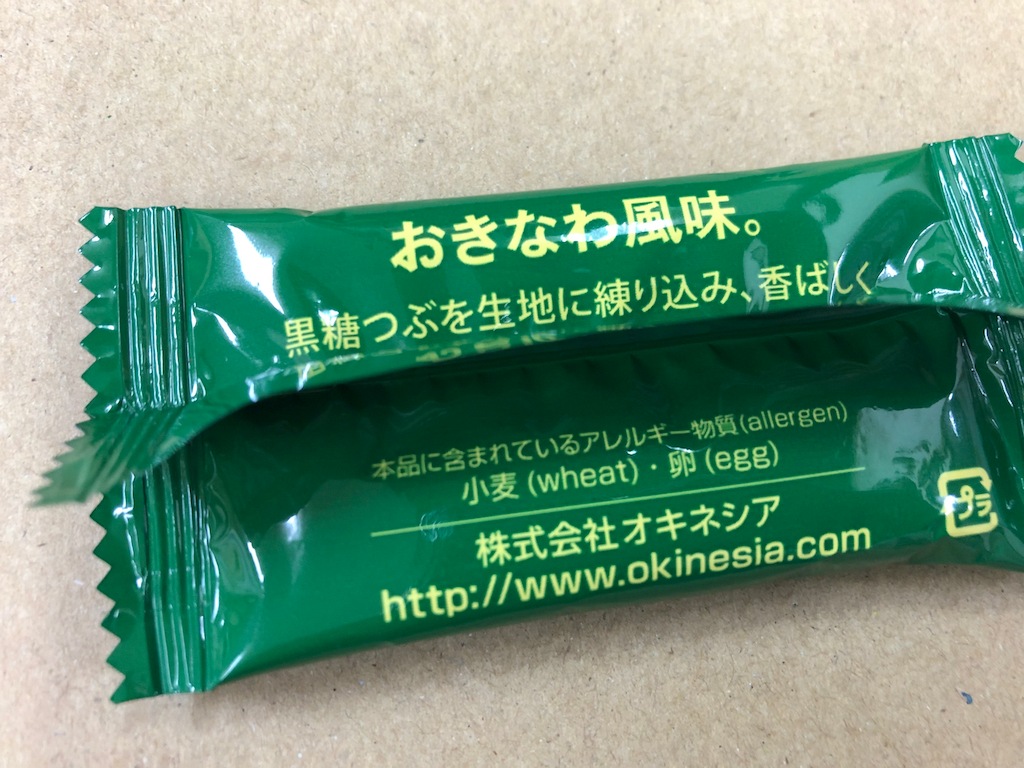 おきなわ風味。
黒糖つぶを生地に練り込み、香ばしく
本品に含まれているアレルギー物質(allergen)
小麦 (wheat)・卵 (egg)
株式会社オキネシア
http://www.okinesia.com
プラ